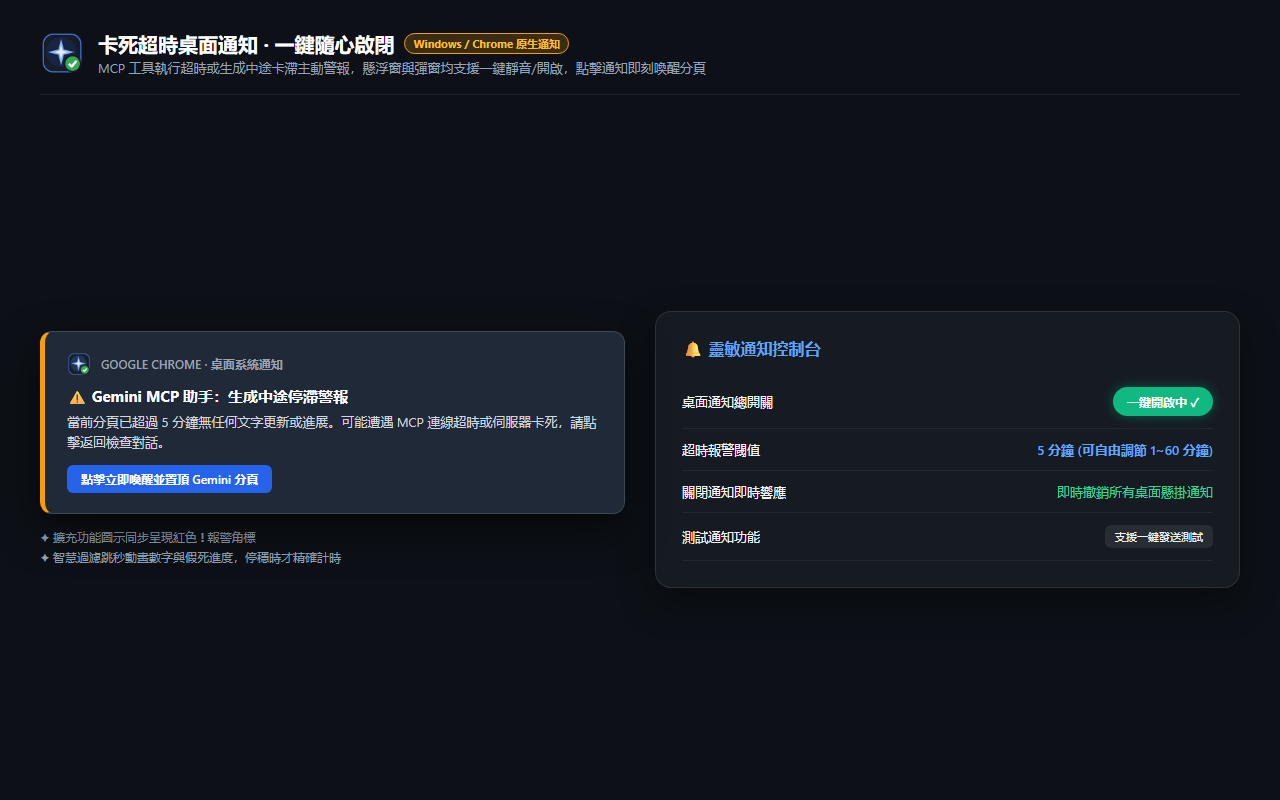 卡死超時桌面通知 · 一鍵隨心啟閉
Windows / Chrome 原生通知
MCP 工具執行超時或生成中途卡滯主動警報，懸浮窗與彈窗均支援一鍵靜音/開啟，點擊通知即刻喚醒分頁
GOOGLE CHROME · 桌面系統通知
⚠️ Gemini MCP 助手：生成中途停滯警報
當前分頁已超過 5 分鐘無任何文字更新或進展。可能遭遇 MCP 連線超時或伺服器卡死，請點
擊返回檢查對話。
點擊立即喚醒並置頂 Gemini 分頁
✦ 擴充功能圖示同步呈現紅色 ! 報警角標
✦ 智慧過濾跳秒動畫數字與假死進度，停穩時才精確計時
🔔 靈敏通知控制台
桌面通知總開關
一鍵開啟中 ✓
超時報警閾值
5 分鐘 (可自由調節 1~60 分鐘)
關閉通知即時響應
即時撤銷所有桌面懸掛通知
測試通知功能
支援一鍵發送測試